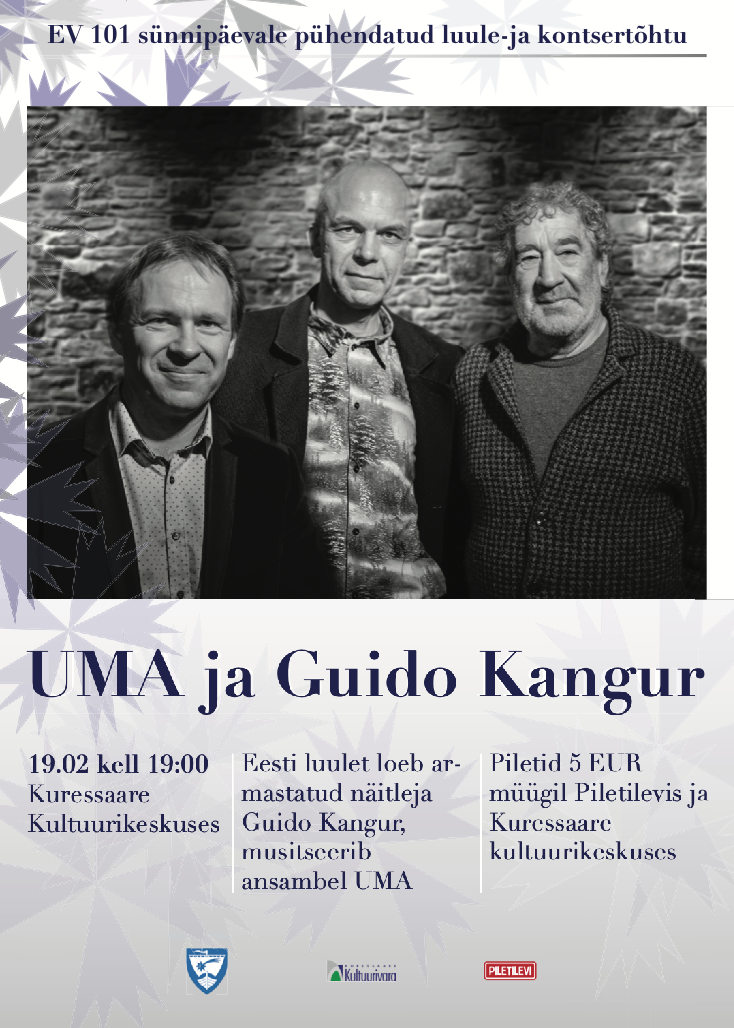 EV 101 sünnipäevale pühendatud luule-ja kontsertõhtu
UMA ja Guido Kangur
19.02 kell 19:00
Kuressaare
Kultuurikeskuses
Eesti luulet loeb ar-
mastatud näitleja
Guido Kangur,
musitseerib
ansambel UMA
Piletid 5 EUR
müügil Piletilevis ja
Kuressaare
kultuurikeskuses
Kultuurivara
PILETILEVI